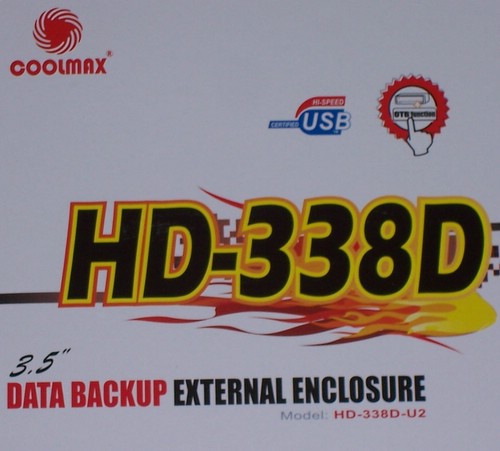 COOLMAX®
HI-SPEED
CERTIFIED USB
OTB function
HD-338D
3.5"
DATA BACKUP EXTERNAL ENCLOSURE
Model: HD-338D-U2